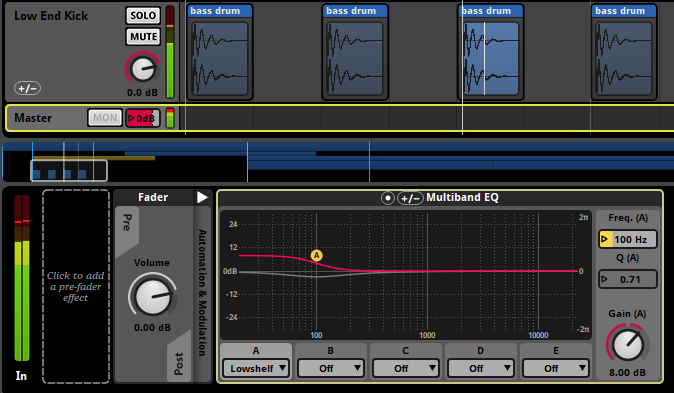 Low End Kick
SOLO
MUTE
0.0 dB
+/−
bass drum
bass drum
bass drum
bass drum
Master
MON
0dB
Fader
Pre
Volume
0.00 dB
Post
Automation & Modulation
Click to add
a pre-fader
effect
In
+/− Multiband EQ
24
12
0dB
-12
-24
2π
0
-2π
A
100
1000
10000
Freq. (A)
100 Hz
Q (A)
0.71
Gain (A)
8.00 dB
A B C D E
Lowshelf Off Off Off Off